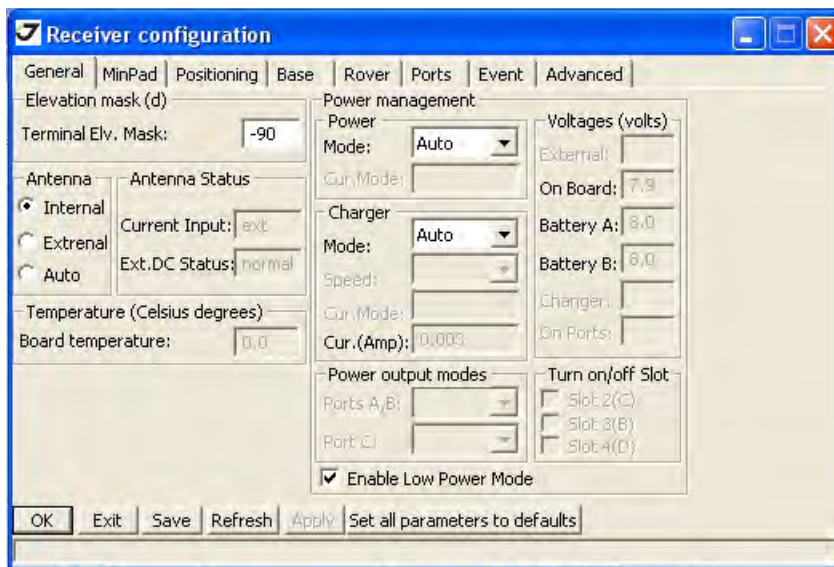 Receiver configuration
General MinPad Positioning Base Rover Ports Event Advanced
Elevation mask (d)
Terminal Elv. Mask: -90
Antenna
Internal
Extrenal
Auto
Antenna Status
Current Input: ext
Ext.DC Status: normal
Temperature (Celsius degrees)
Board temperature: 0,0
Power management
Power
Mode: Auto
Cur.Mode:
Charger
Mode: Auto
Speed:
Cur.Mode:
Cur.(Amp): 0,003
Power output modes
Ports A,B:
Port C:
Voltages (volts)
External:
On Board: 7,9
Battery A: 8,0
Battery B: 8,0
Changer:
On Ports:
Turn on/off Slot
Slot 2(C)
Slot 3(B)
Slot 4(D)
Enable Low Power Mode
OK Exit Save Refresh Apply Set all parameters to defaults